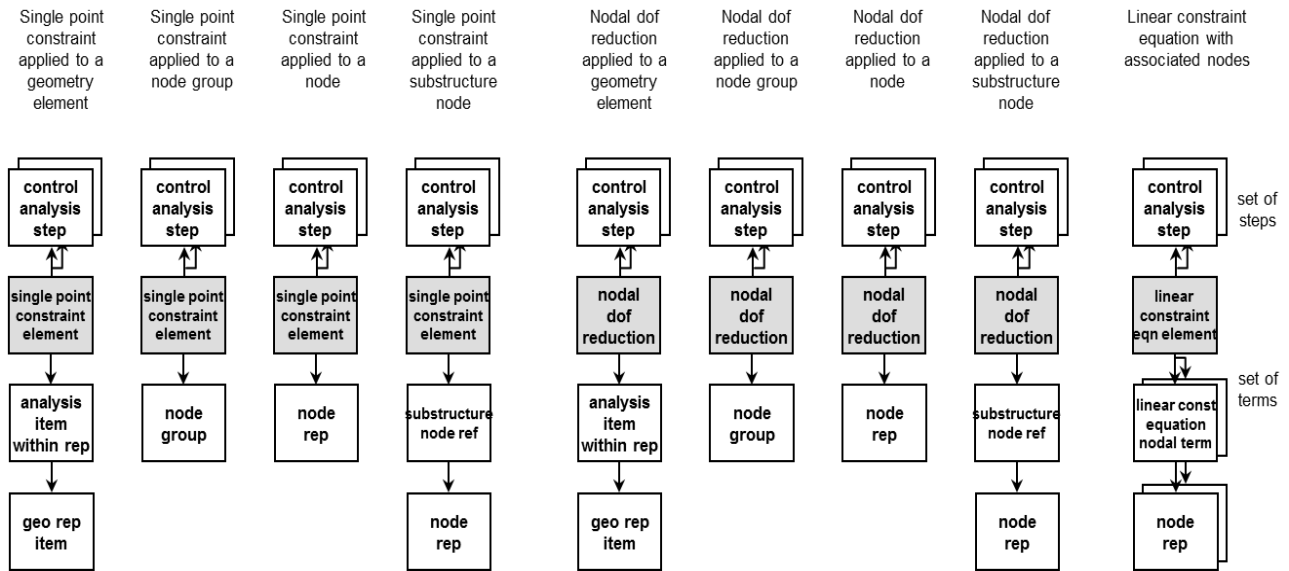 Single point
constraint
applied to a
geometry
element
Single point
constraint
applied to a
node group
Single point
constraint
applied to a
node
Single point
constraint
applied to a
substructure
node
Nodal dof
reduction
applied to a
geometry
element
Nodal dof
reduction
applied to a
node group
Nodal dof
reduction
applied to a
node
Nodal dof
reduction
applied to a
substructure
node
Linear constraint
equation with
associated nodes
control
analysis
step
control
analysis
step
control
analysis
step
control
analysis
step
control
analysis
step
control
analysis
step
control
analysis
step
control
analysis
step
control
analysis
step
set of
steps
single point
constraint
element
single point
constraint
element
single point
constraint
element
single point
constraint
element
nodal
dof
reduction
nodal
dof
reduction
nodal
dof
reduction
nodal
dof
reduction
linear
constraint
eqn element
set of
terms
analysis
item
within rep
node
group
node
rep
substructure
node ref
analysis
item
within rep
node
group
node
rep
substructure
node ref
linear const
equation
nodal term
geo rep
item
node
rep
geo rep
item
node
rep
node
rep